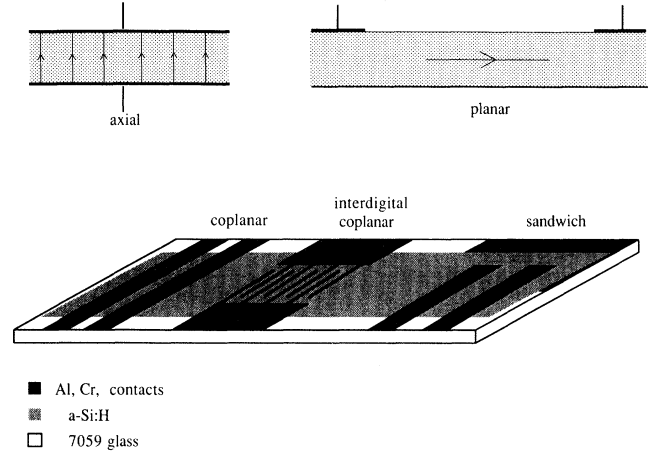 axial
planar
interdigital
coplanar
coplanar
sandwich
Al, Cr, contacts
a-Si:H
7059 glass